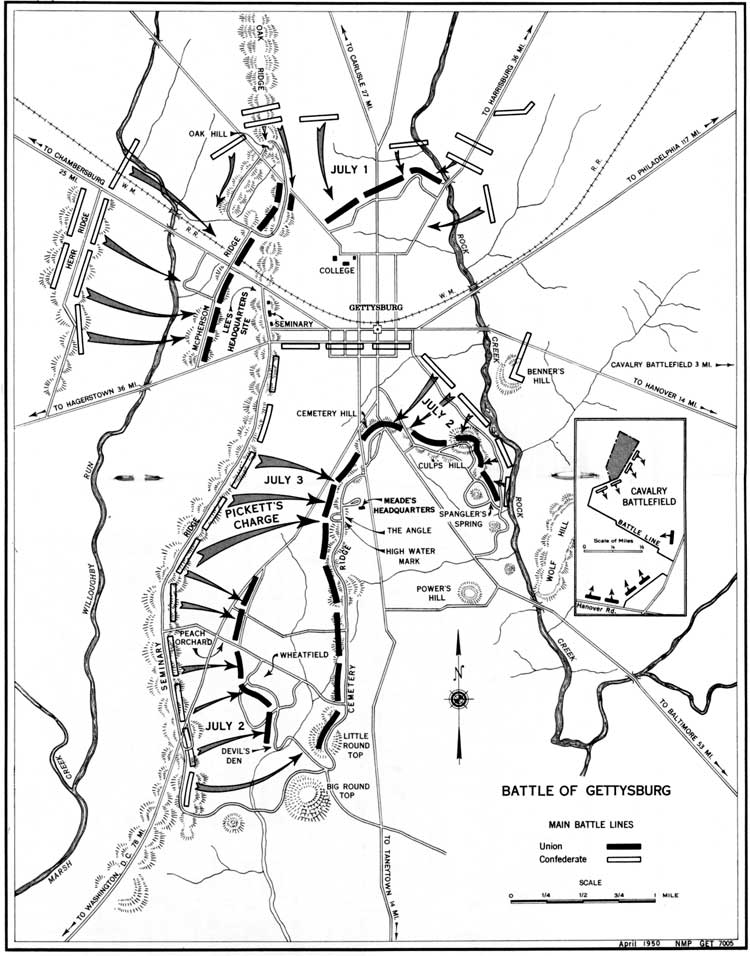 OAK
RIDGE
TO CARLISLE 27 MI.
TO HARRISBURG 36 MI.
OAK HILL
JULY 1
TO CHAMBERSBURG
25 MI.
W. M.
R. R.
R. R.
TO PHILADELPHIA 117 MI.
HERR
RIDGE
RIDGE
McPHERSON
LEE'S
HEADQUARTERS
SITE
COLLEGE
ROCK
W. M.
GETTYSBURG
SEMINARY
CREEK
BENNER'S
HILL
CAVALRY BATTLEFIELD 3 MI.
TO HANOVER 14 MI.
TO HAGERSTOWN 36 MI.
CEMETERY HILL
JULY 2
CULPS HILL
JULY 3
PICKETT'S
CHARGE
MEADE'S
HEADQUARTERS
SPANGLER'S
SPRING
ROCK
THE ANGLE
HIGH WATER
MARK
RIDGE
RIDGE
RUN
WILLOUGHBY
WOLF
HILL
CAVALRY
BATTLEFIELD
BATTLE LINE
Scale of Miles
0
Hanover Rd.
POWER'S
HILL
CREEK
PEACH
ORCHARD
WHEATFIELD
SEMINARY
CEMETERY
N
JULY 2
DEVIL'S
DEN
LITTLE
ROUND
TOP
BIG ROUND
TOP
TO BALTIMORE 53 MI.
CREEK
MARSH
TO WASHINGTON D.C. 78 MI.
TO TANEYTOWN 14 MI.
BATTLE OF GETTYSBURG
MAIN BATTLE LINES
Union
Confederate
SCALE
0 1/4 1/2 3/4 1 MILE
April 1950 NMP GET 7005